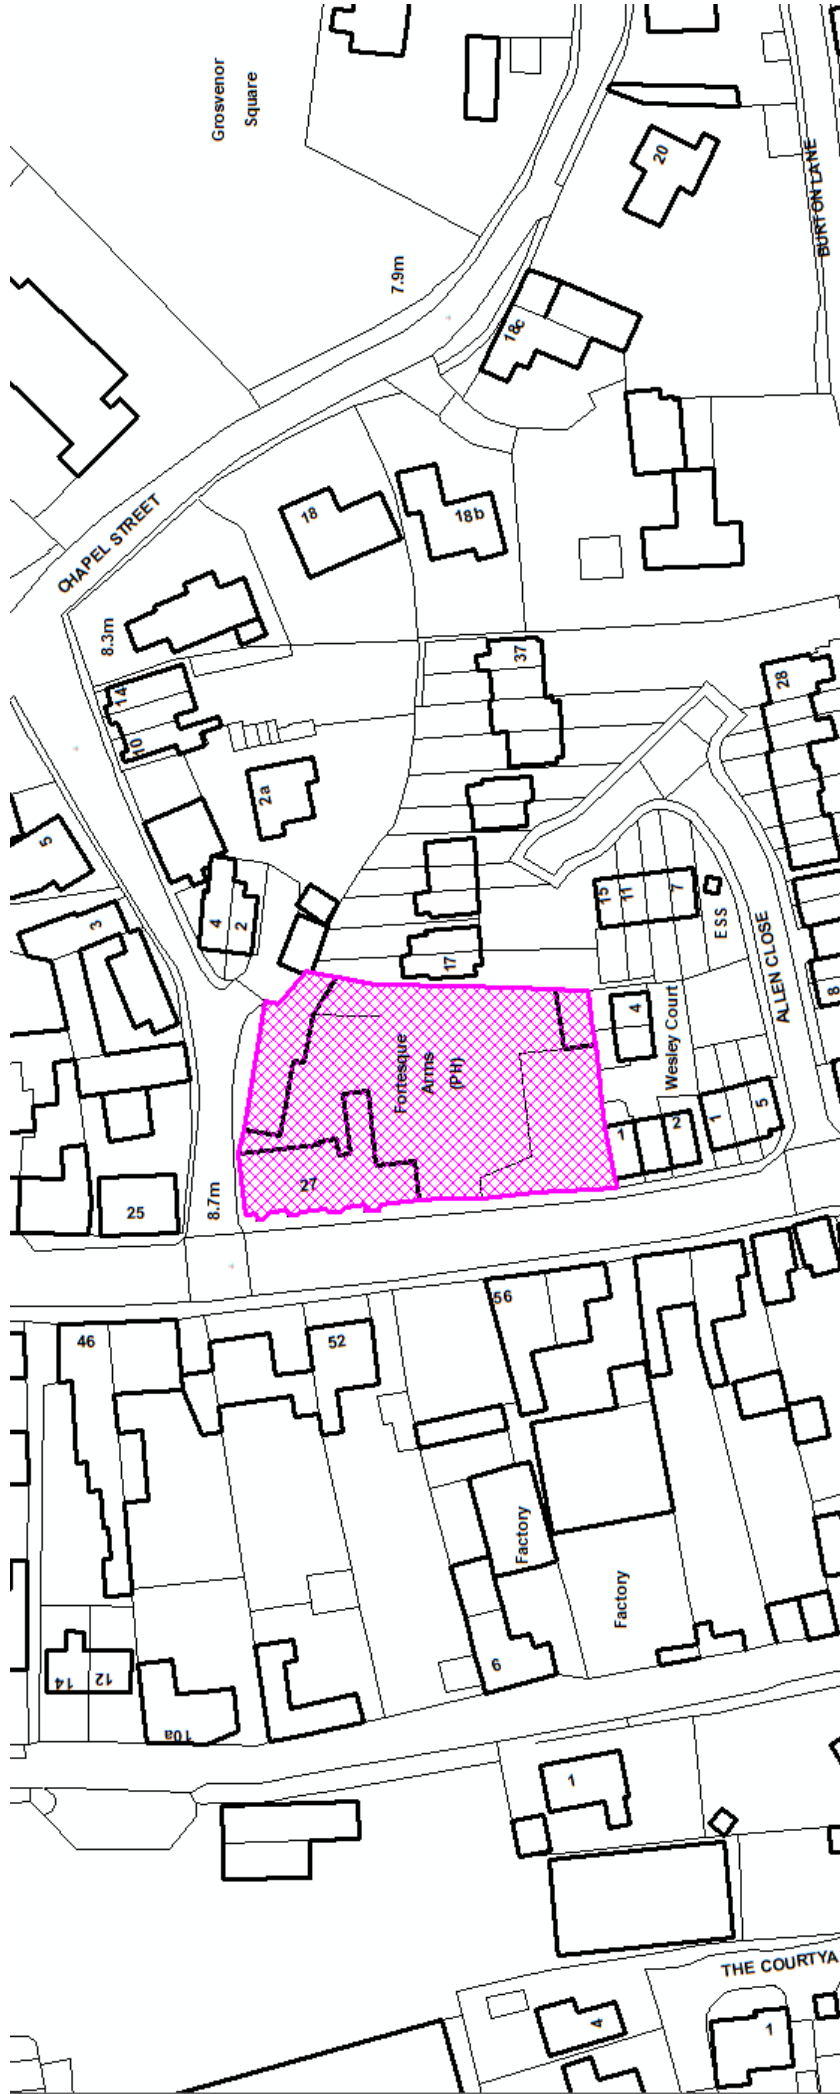 Grosvenor
Square
20
BURTON LANE
7.9m
18c
CHAPEL STREET
18
18b
8.3m
14
10
37
28
2a
5
4
2
3
15
11
7
ESS
17
ALLEN CLOSE
8
4
Wesley Court
Fortesque
Arms
(PH)
1
2
1
5
27
25
8.7m
46
52
56
Factory
Factory
6
14
12
10a
1
THE COURTYA
4
1